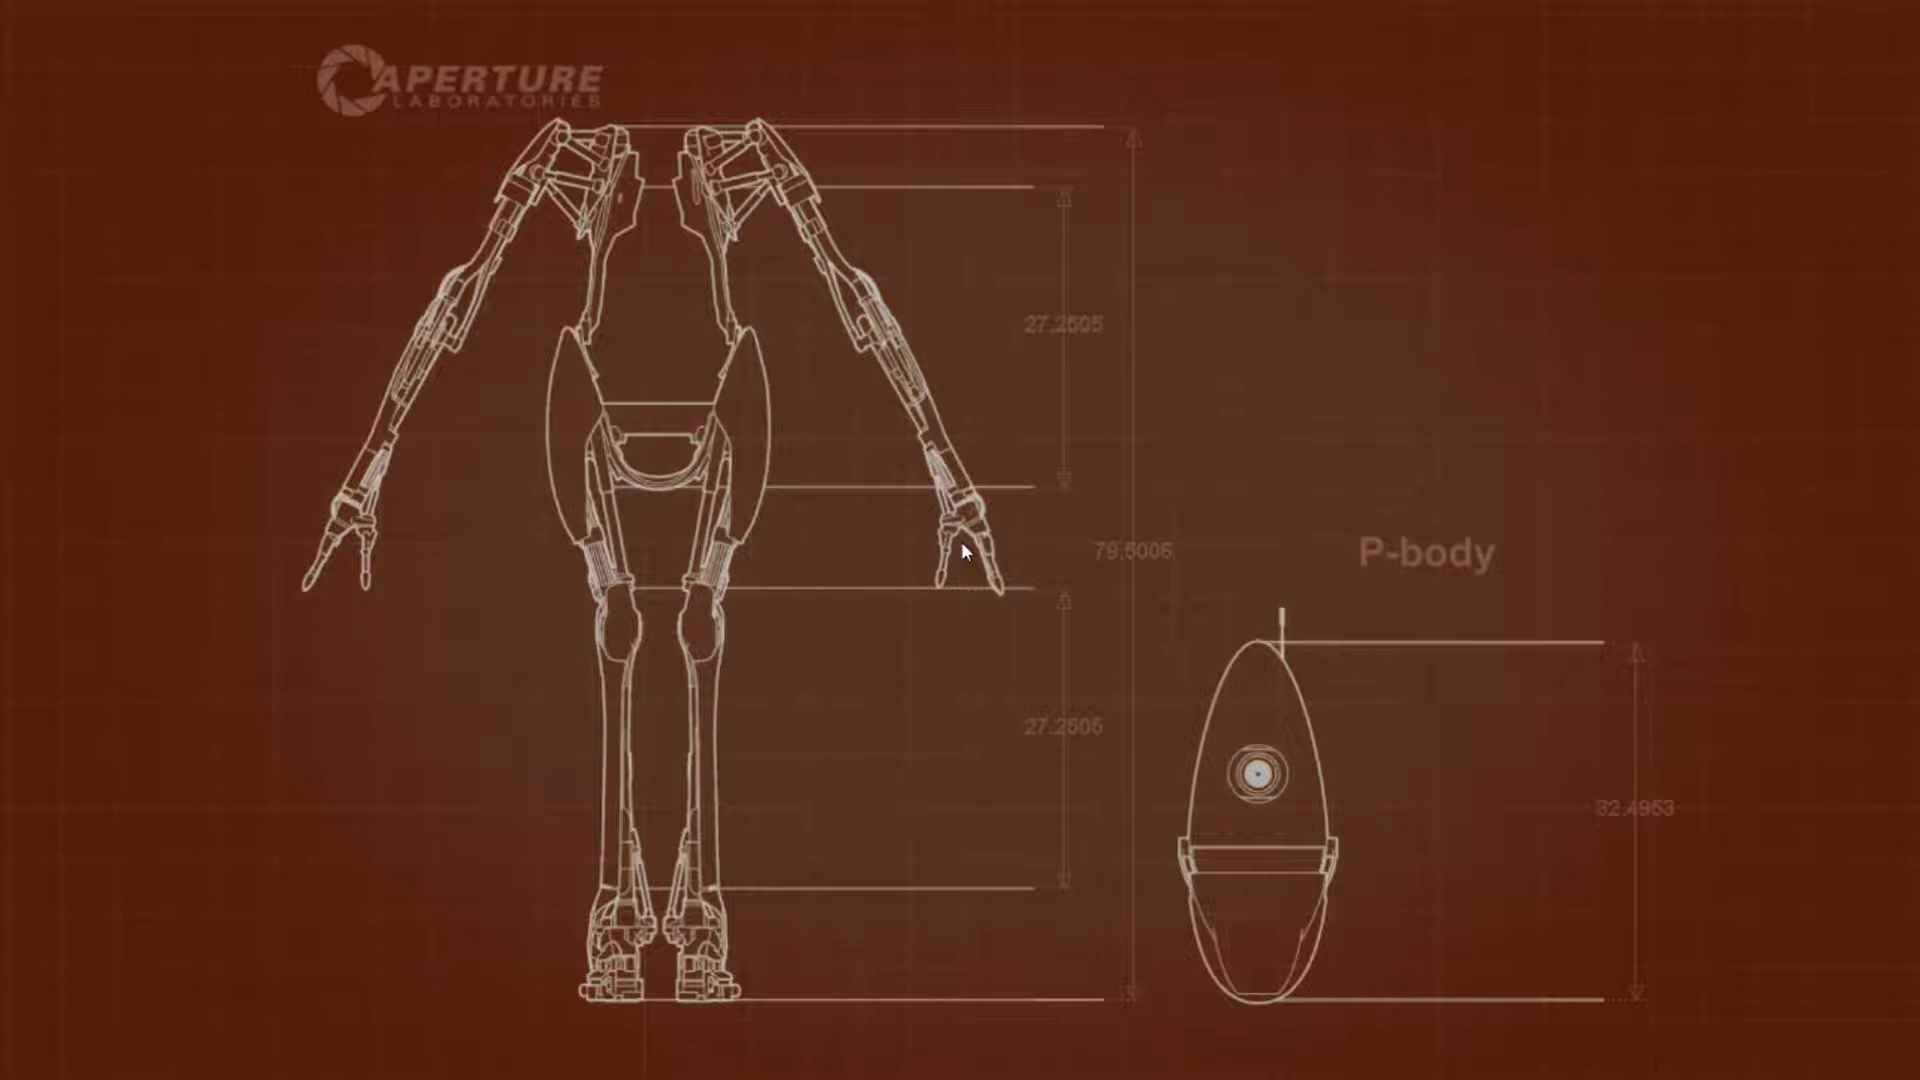 APERTURE
LABORATORIES
27.2505
79.5006
P-body
27.2505
32.4953